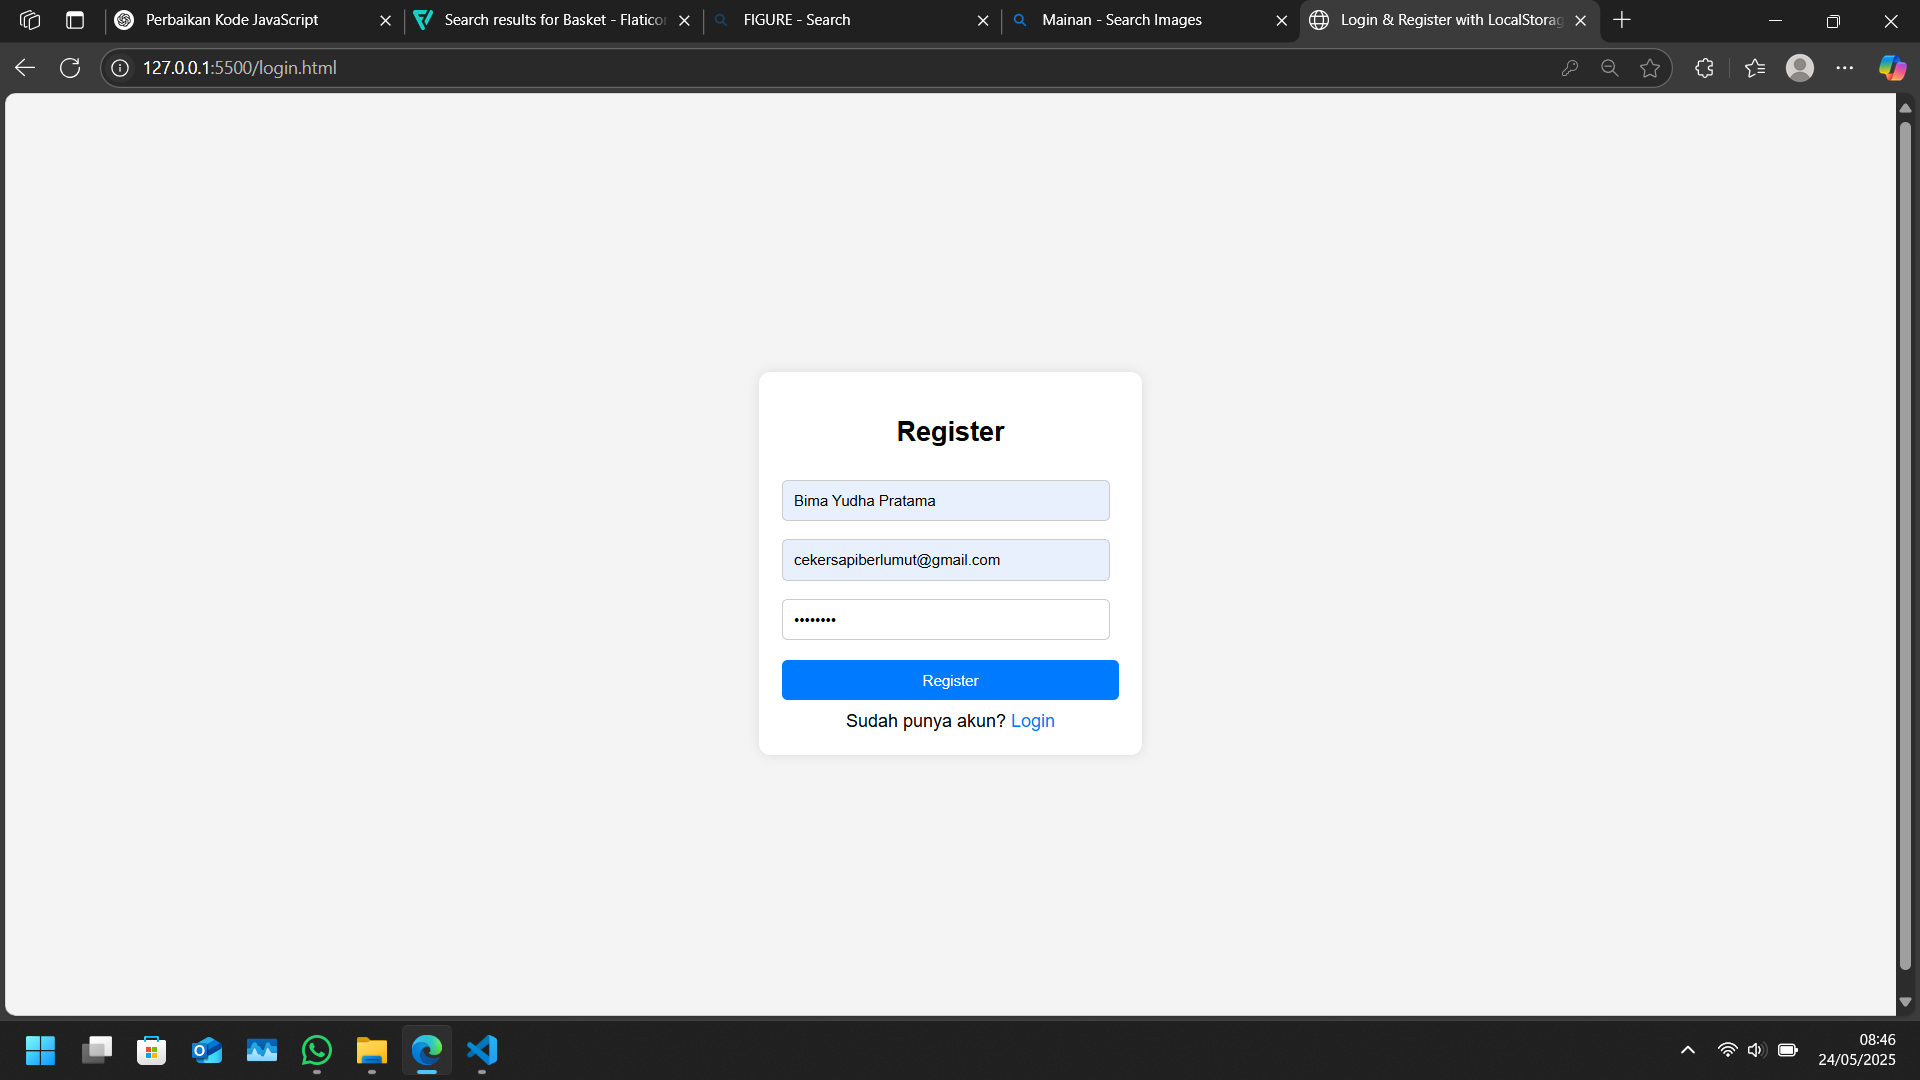 Perbaikan Kode JavaScript
Search results for Basket - Flaticon
FIGURE - Search
Mainan - Search Images
Login & Register with LocalStorag
127.0.0.1:5500/login.html
Register
Bima Yudha Pratama
cekersapiberlumut@gmail.com
••••••••
Register
Sudah punya akun? Login
08:46
24/05/2025